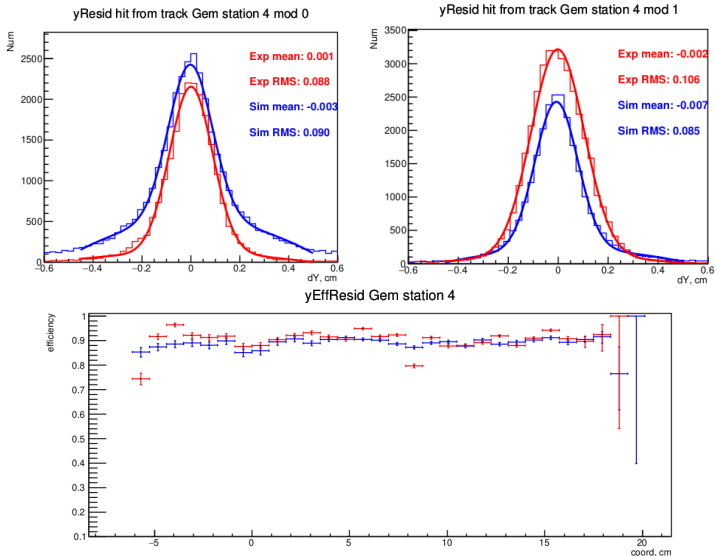 yResid hit from track Gem station 4 mod 0
Num
2500
2000
1500
1000
500
0
−0.6
−0.4
−0.2
0
0.2
0.4
0.6
dY, cm
Exp mean: 0.001
Exp RMS: 0.088
Sim mean: -0.003
Sim RMS: 0.090
yResid hit from track Gem station 4 mod 1
Num
3500
3000
2500
2000
1500
1000
500
0
−0.6
−0.4
−0.2
0
0.2
0.4
0.6
dY, cm
Exp mean: -0.002
Exp RMS: 0.106
Sim mean: -0.007
Sim RMS: 0.085
yEffResid Gem station 4
efficiency
1
0.9
0.8
0.7
0.6
0.5
0.4
0.3
0.2
0.1
−5
0
5
10
15
20
coord. cm